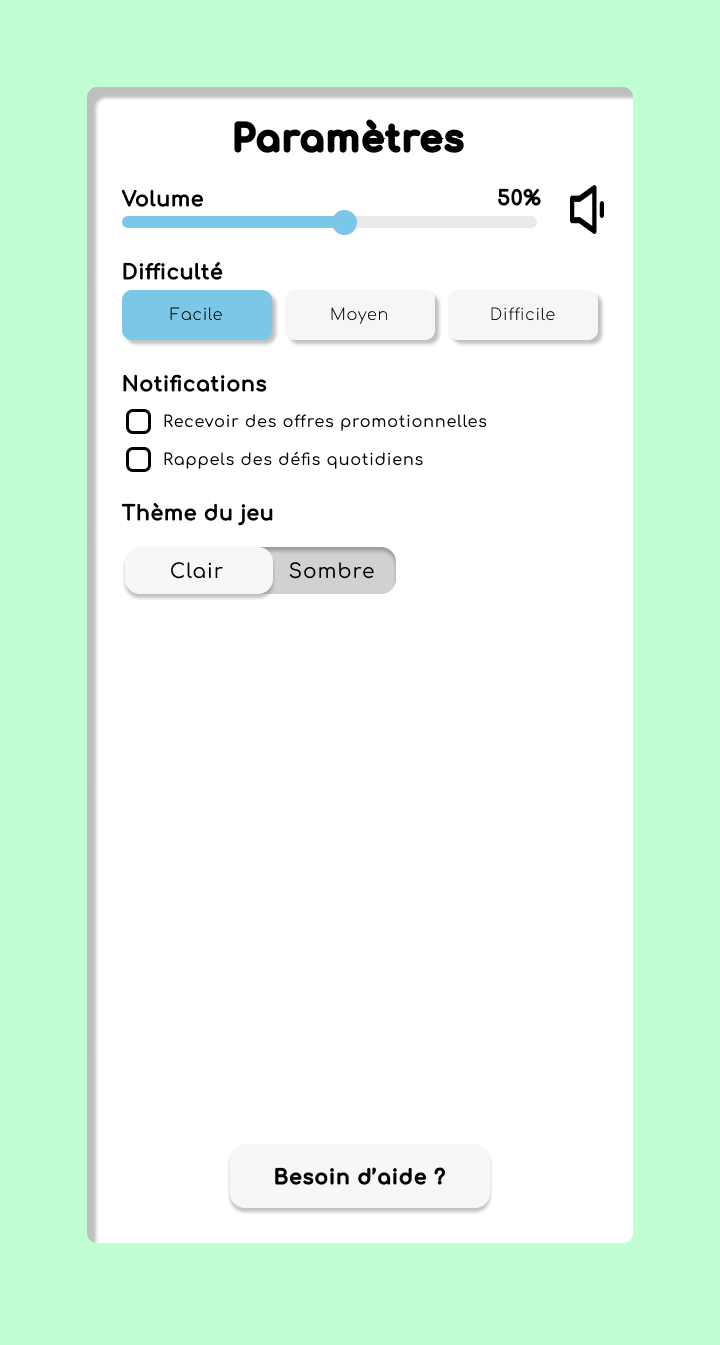 Paramètres
Volume 50%
Difficulté
Facile Moyen Difficile
Notifications
Recevoir des offres promotionnelles
Rappels des défis quotidiens
Thème du jeu
Clair Sombre
Besoin d'aide ?